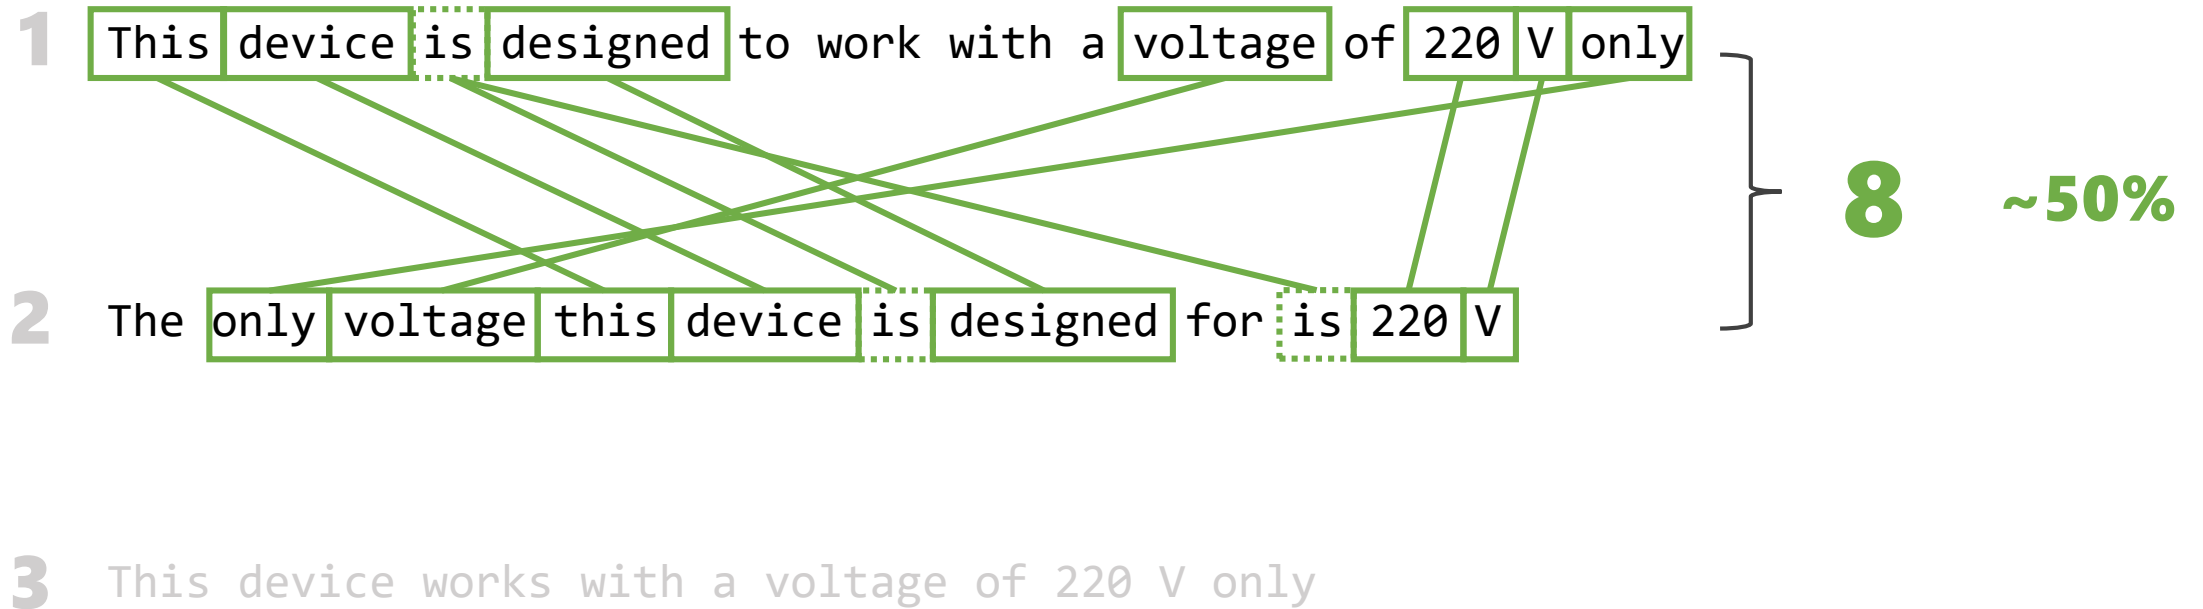 1 This device is designed to work with a voltage of 220 V only
8 ~50%
2 The only voltage this device is designed for is 220 V
3 This device works with a voltage of 220 V only